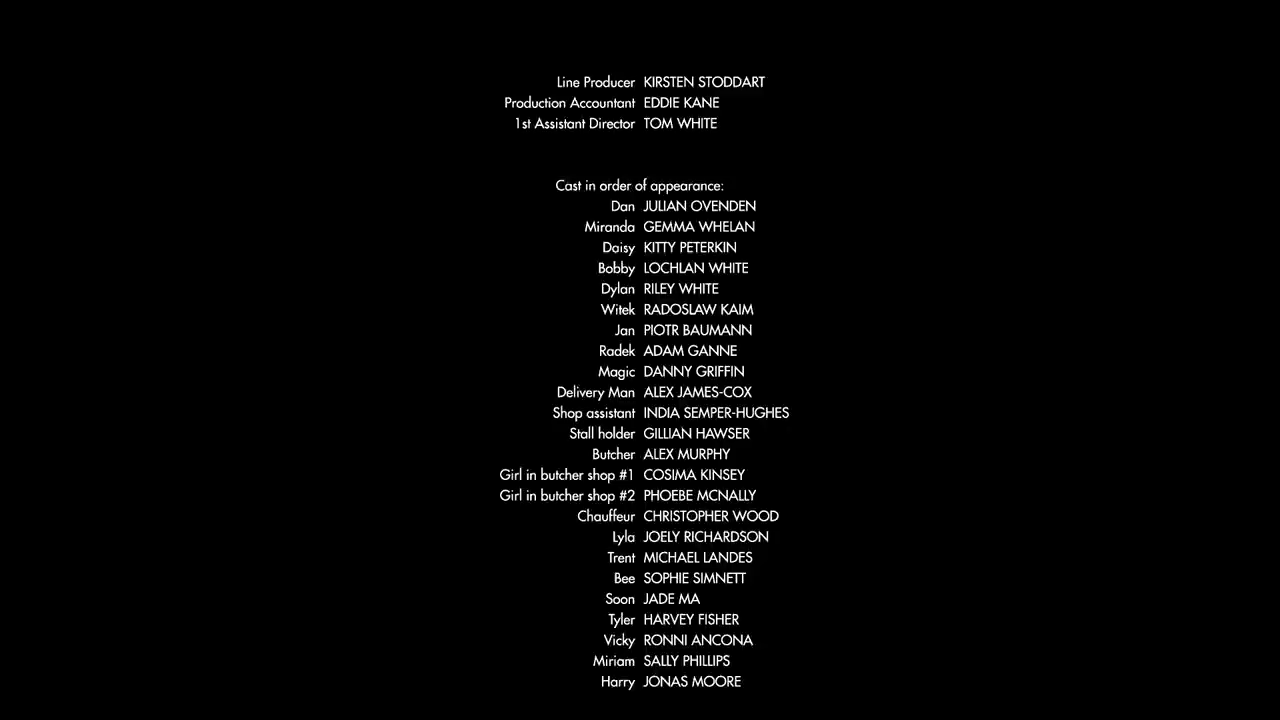 Line Producer KIRSTEN STODDART
Production Accountant EDDIE KANE
1st Assistant Director TOM WHITE
Cast in order of appearance:
Dan JULIAN OVENDEN
Miranda GEMMA WHELAN
Daisy KITTY PETERKIN
Bobby LOCHLAN WHITE
Dylan RILEY WHITE
Witek RADOSLAW KAIM
Jan PIOTR BAUMANN
Radek ADAM GANNE
Magic DANNY GRIFFIN
Delivery Man ALEX JAMES-COX
Shop assistant INDIA SEMPER-HUGHES
Stall holder GILLIAN HAWSER
Butcher ALEX MURPHY
Girl in butcher shop #1 COSIMA KINSEY
Girl in butcher shop #2 PHOEBE MCNALLY
Chauffeur CHRISTOPHER WOOD
Lyla JOELY RICHARDSON
Trent MICHAEL LANDES
Bee SOPHIE SIMNETT
Soon JADE MA
Tyler HARVEY FISHER
Vicky RONNI ANCONA
Miriam SALLY PHILLIPS
Harry JONAS MOORE